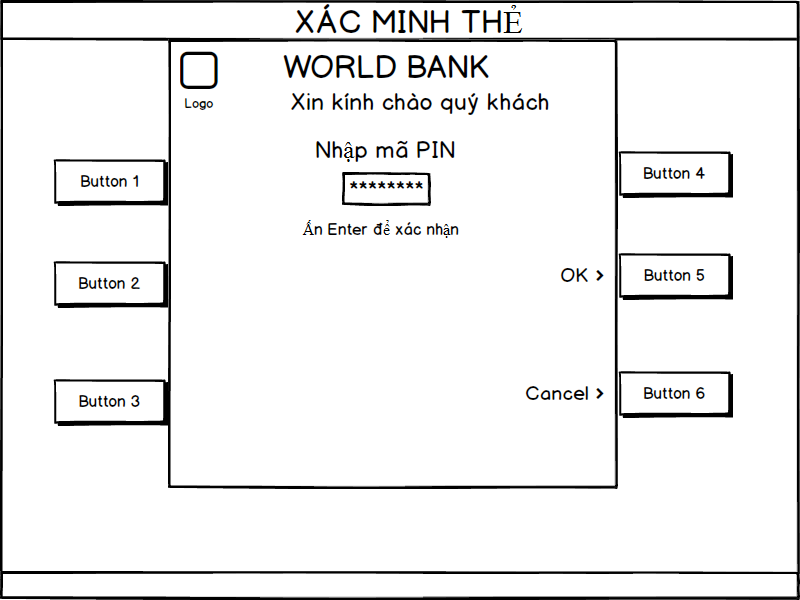 XÁC MINH THẺ
WORLD BANK
Logo
Xin kính chào quý khách
Nhập mã PIN
Button 1
Button 4
********
Ấn Enter để xác nhận
Button 2
OK >
Button 5
Button 3
Cancel >
Button 6